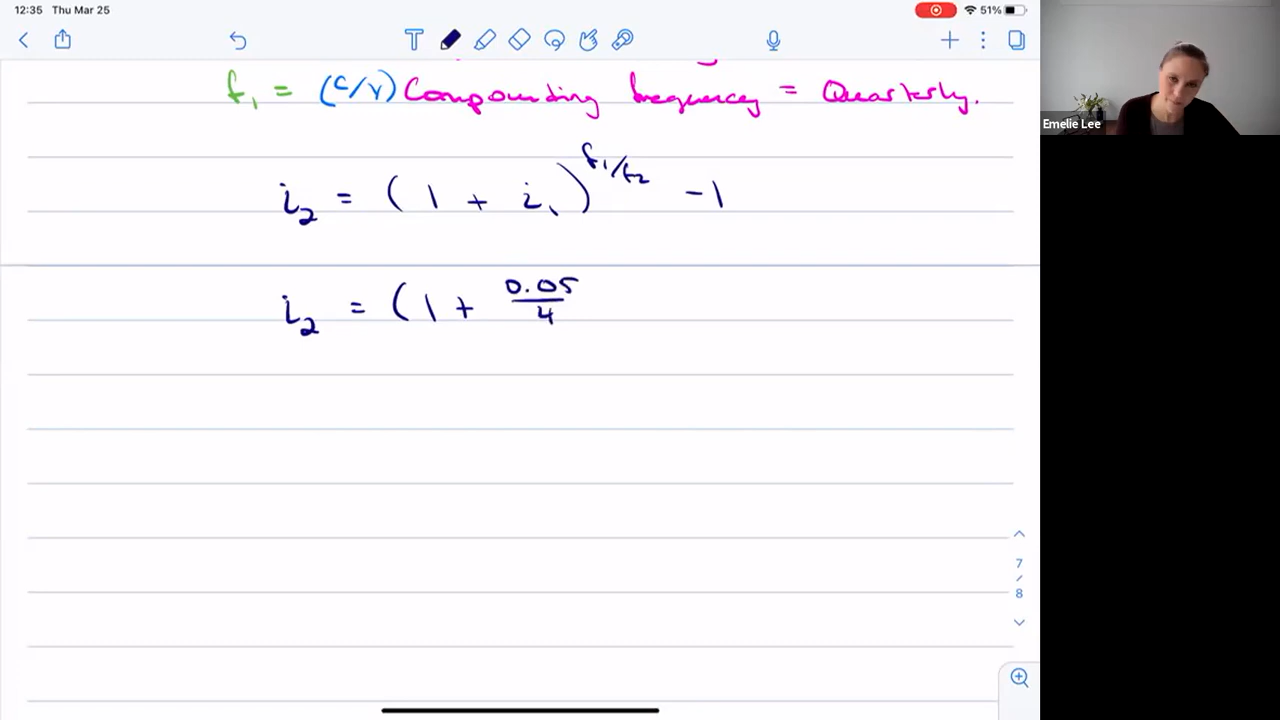 12:35 Thu Mar 25
51%
f₁ = (C/Y) Compounding frequency = Quarterly.
Emelie Lee
i₂ = (1 + i₁)^f₁/f₂ - 1
i₂ = (1 + 0.05/4
7
/
8